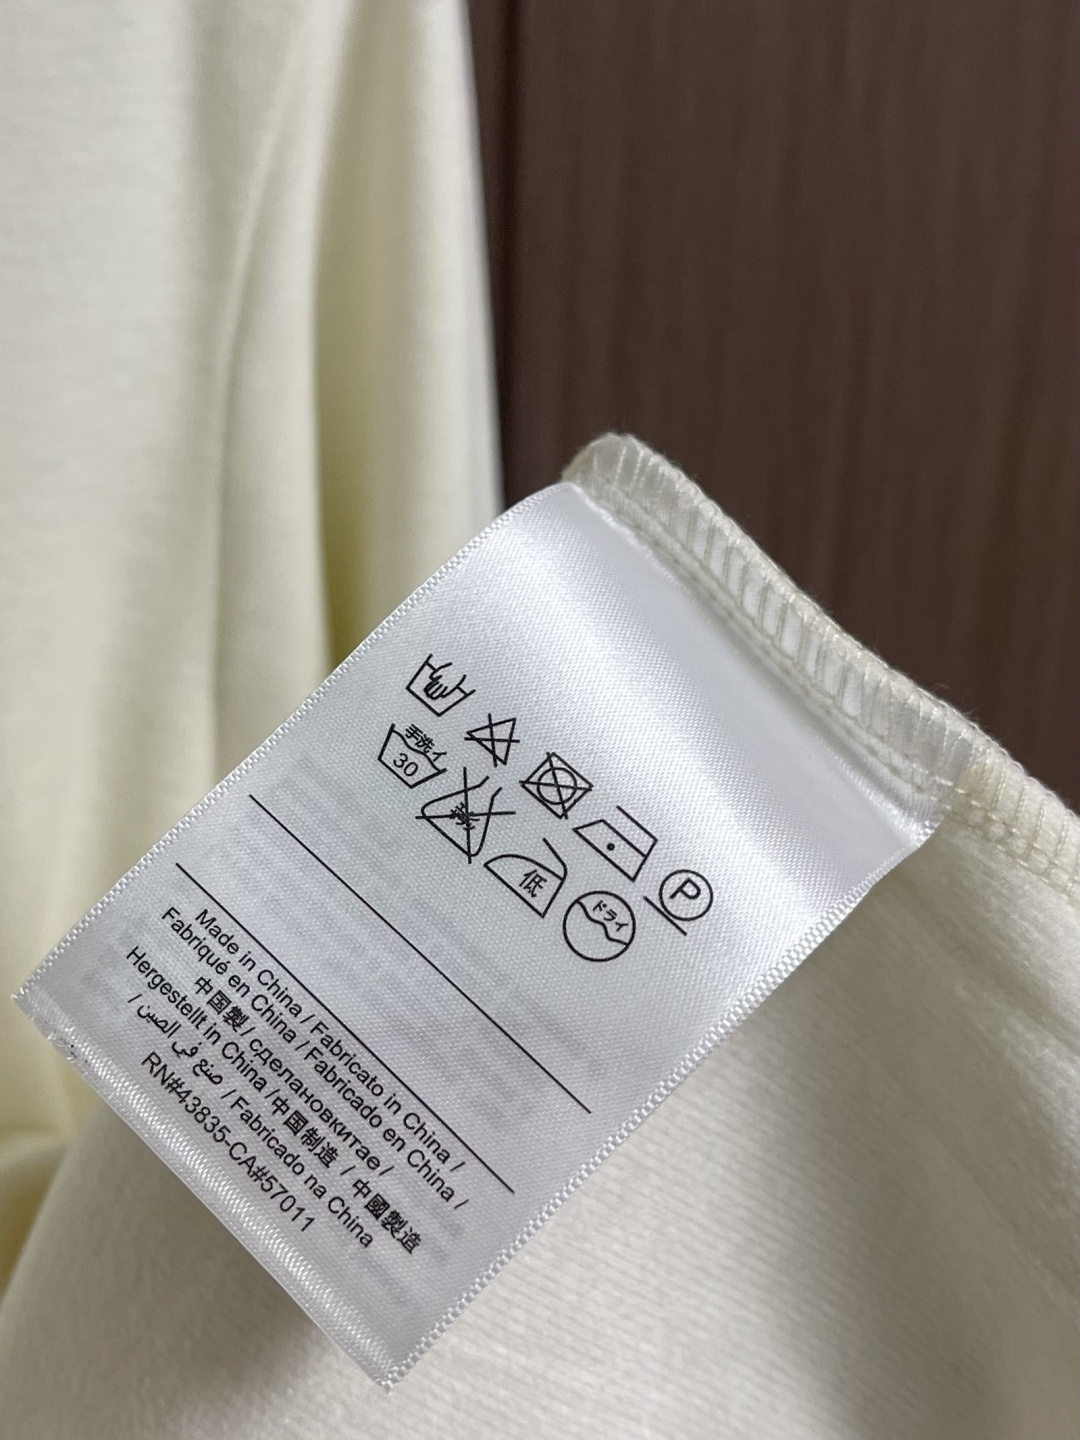 手洗イ
30
低
ドライ
P
Made in China / Fabricato in China /
Fabriqué en China / Fabricado en China /
中国製 / сделановкитае /
Hergestellt in China / 中国制造 / 中國製造
صنع في الصين / Fabricado na China
RN#43835-CA#57011